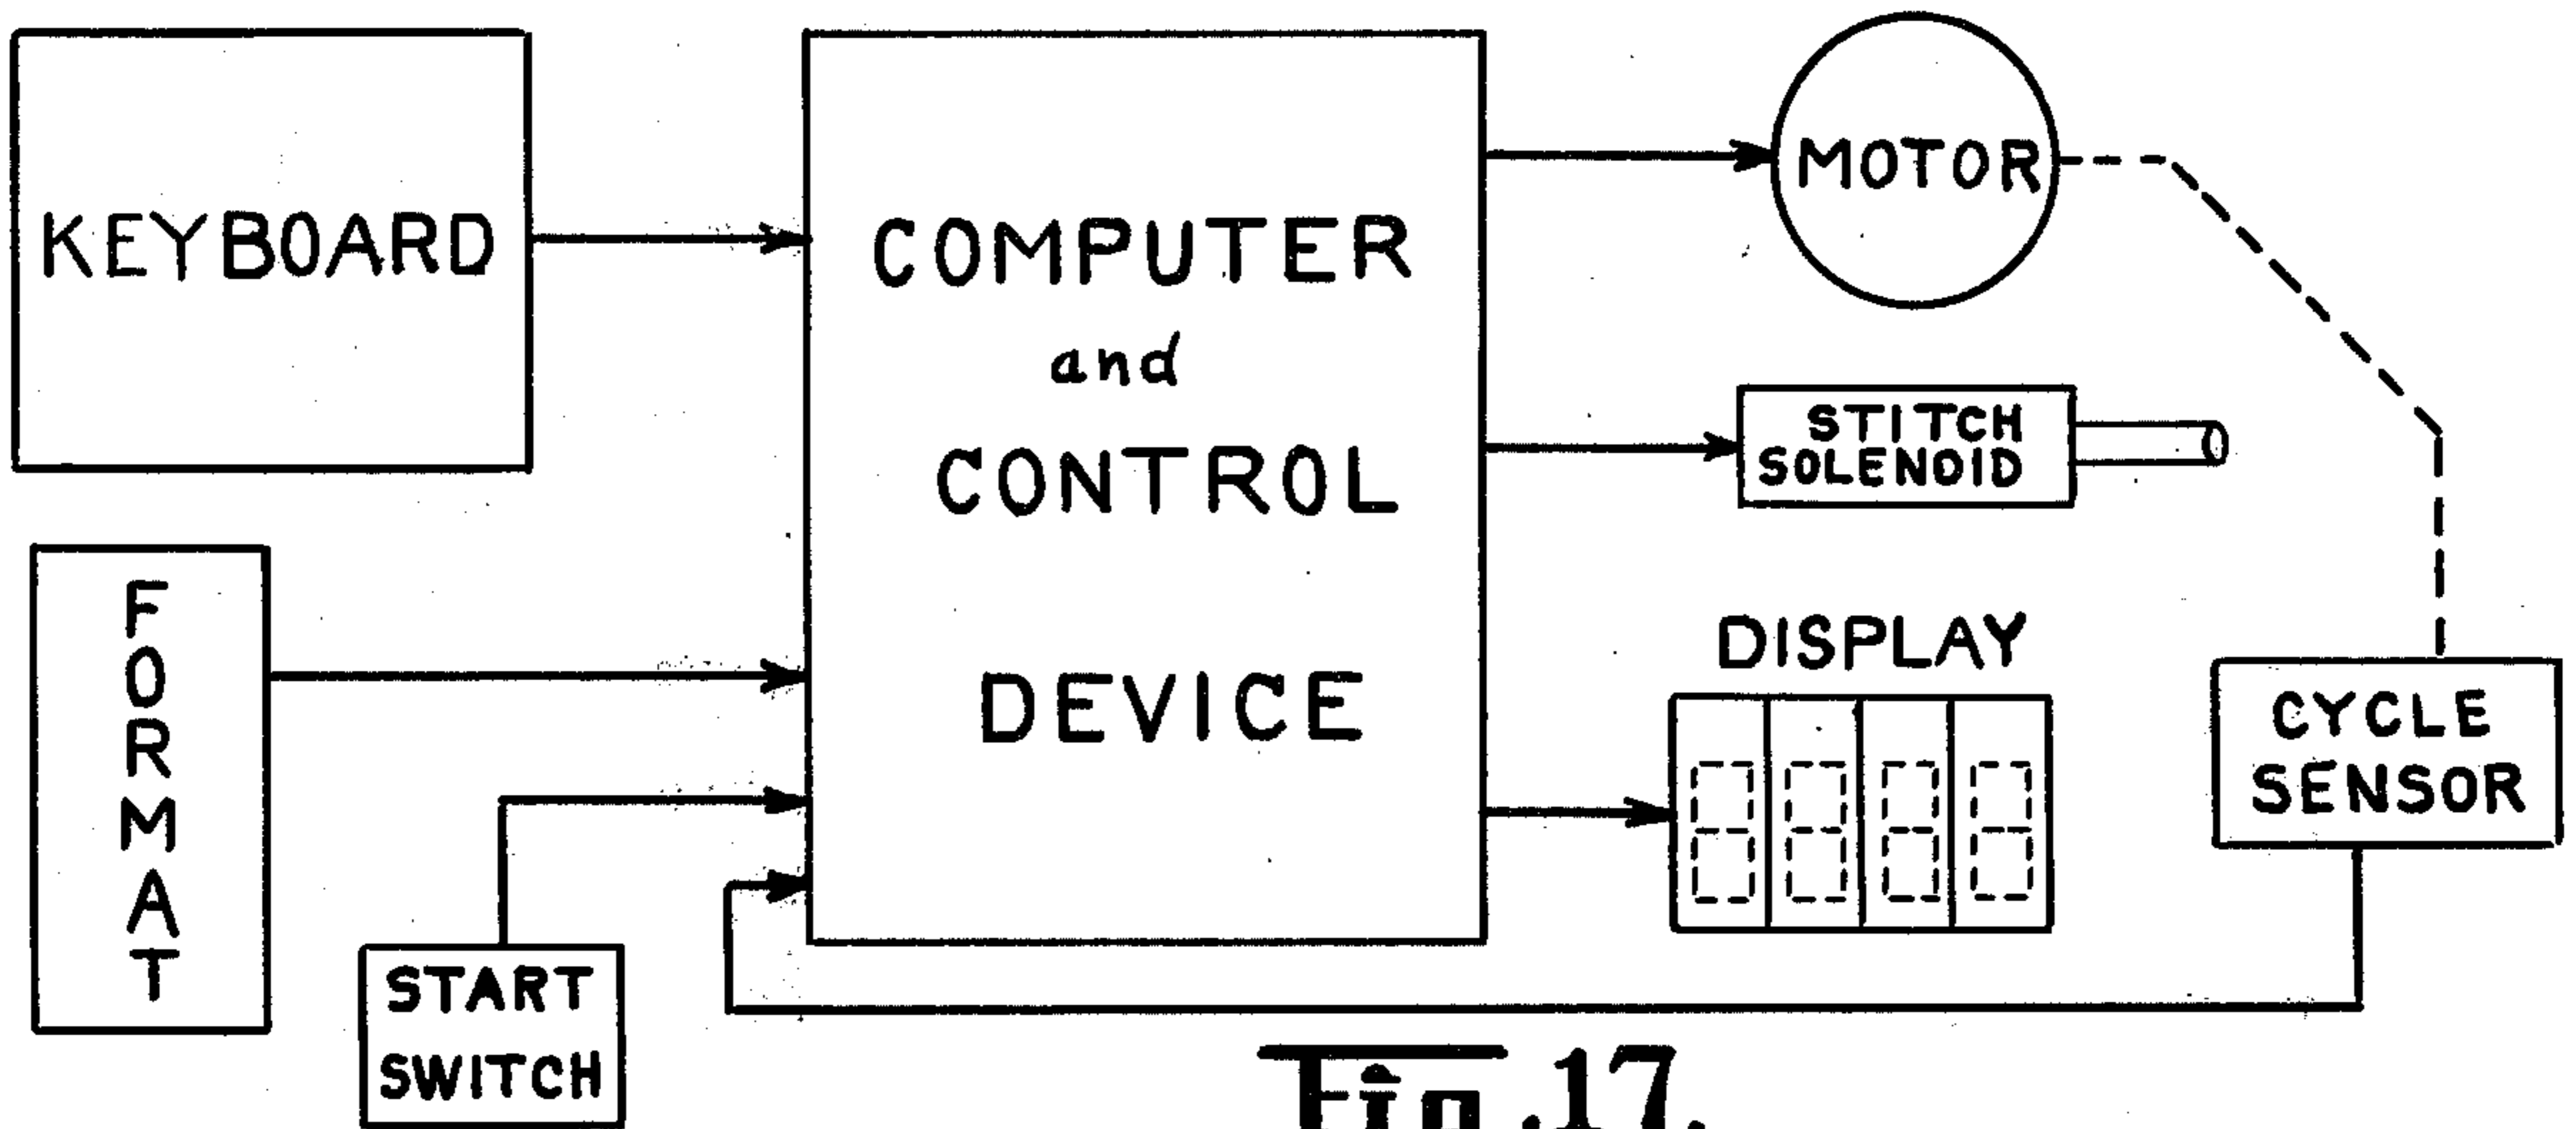 KEYBOARD
FORMAT
START
SWITCH
COMPUTER
and
CONTROL
DEVICE
MOTOR
STITCH
SOLENOID
DISPLAY
CYCLE
SENSOR
Fig.17.